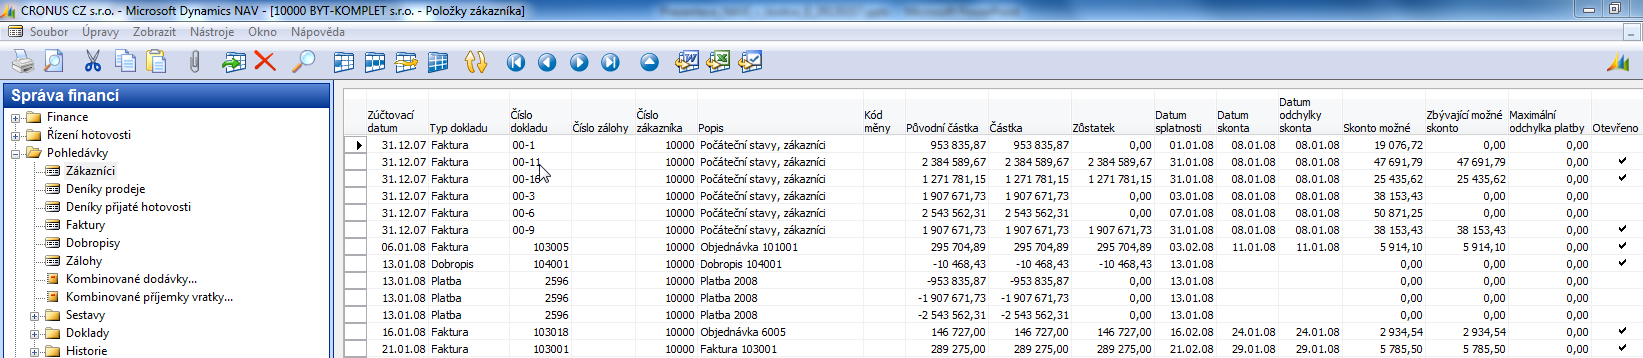 CRONUS CZ s.r.o. - Microsoft Dynamics NAV - [10000 BYT-KOMPLET s.r.o. - Položky zákazníka]
Soubor Úpravy Zobrazit Nástroje Okno Nápověda
Správa financí
Finance
Řízení hotovosti
Pohledávky
Zákazníci
Deníky prodeje
Deníky přijaté hotovosti
Faktury
Dobropisy
Zálohy
Kombinované dodávky...
Kombinované příjemky vratky...
Sestavy
Doklady
Historie
Zúčtovací datum Typ dokladu Číslo dokladu Číslo zálohy Číslo zákazníka Popis Kód měny Původní částka Částka Zůstatek Datum splatnosti Datum skonta Datum odchylky skonta Skonto možné Zbývající možné skonto Maximální odchylka platby Otevřeno
31.12.07 Faktura 00-1 10000 Počáteční stavy, zákazníci 953 835,87 953 835,87 0,00 01.01.08 08.01.08 08.01.08 19 076,72 0,00 0,00
31.12.07 Faktura 00-11 10000 Počáteční stavy, zákazníci 2 384 589,67 2 384 589,67 2 384 589,67 31.01.08 08.01.08 08.01.08 47 691,79 47 691,79 0,00 ✔
31.12.07 Faktura 00-1 10000 Počáteční stavy, zákazníci 1 271 781,15 1 271 781,15 1 271 781,15 31.01.08 08.01.08 08.01.08 25 435,62 25 435,62 0,00 ✔
31.12.07 Faktura 00-3 10000 Počáteční stavy, zákazníci 1 907 671,73 1 907 671,73 0,00 03.01.08 08.01.08 08.01.08 38 153,43 0,00 0,00
31.12.07 Faktura 00-6 10000 Počáteční stavy, zákazníci 2 543 562,31 2 543 562,31 0,00 07.01.08 08.01.08 08.01.08 50 871,25 0,00 0,00
31.12.07 Faktura 00-9 10000 Počáteční stavy, zákazníci 1 907 671,73 1 907 671,73 1 907 671,73 31.01.08 08.01.08 08.01.08 38 153,43 38 153,43 0,00 ✔
06.01.08 Faktura 103005 10000 Objednávka 101001 295 704,89 295 704,89 295 704,89 03.02.08 11.01.08 11.01.08 5 914,10 5 914,10 0,00 ✔
13.01.08 Dobropis 104001 10000 Dobropis 104001 -10 468,43 -10 468,43 -10 468,43 13.01.08 0,00 0,00 0,00 ✔
13.01.08 Platba 2596 10000 Platba 2008 -953 835,87 -953 835,87 0,00 13.01.08 0,00 0,00 0,00
13.01.08 Platba 2596 10000 Platba 2008 -1 907 671,73 -1 907 671,73 0,00 13.01.08 0,00 0,00 0,00
13.01.08 Platba 2596 10000 Platba 2008 -2 543 562,31 -2 543 562,31 0,00 13.01.08 0,00 0,00 0,00
16.01.08 Faktura 103018 10000 Objednávka 6005 146 727,00 146 727,00 146 727,00 16.02.08 24.01.08 24.01.08 2 934,54 2 934,54 0,00 ✔
21.01.08 Faktura 103001 10000 Faktura 103001 289 275,00 289 275,00 289 275,00 21.02.08 29.01.08 29.01.08 5 785,50 5 785,50 0,00 ✔